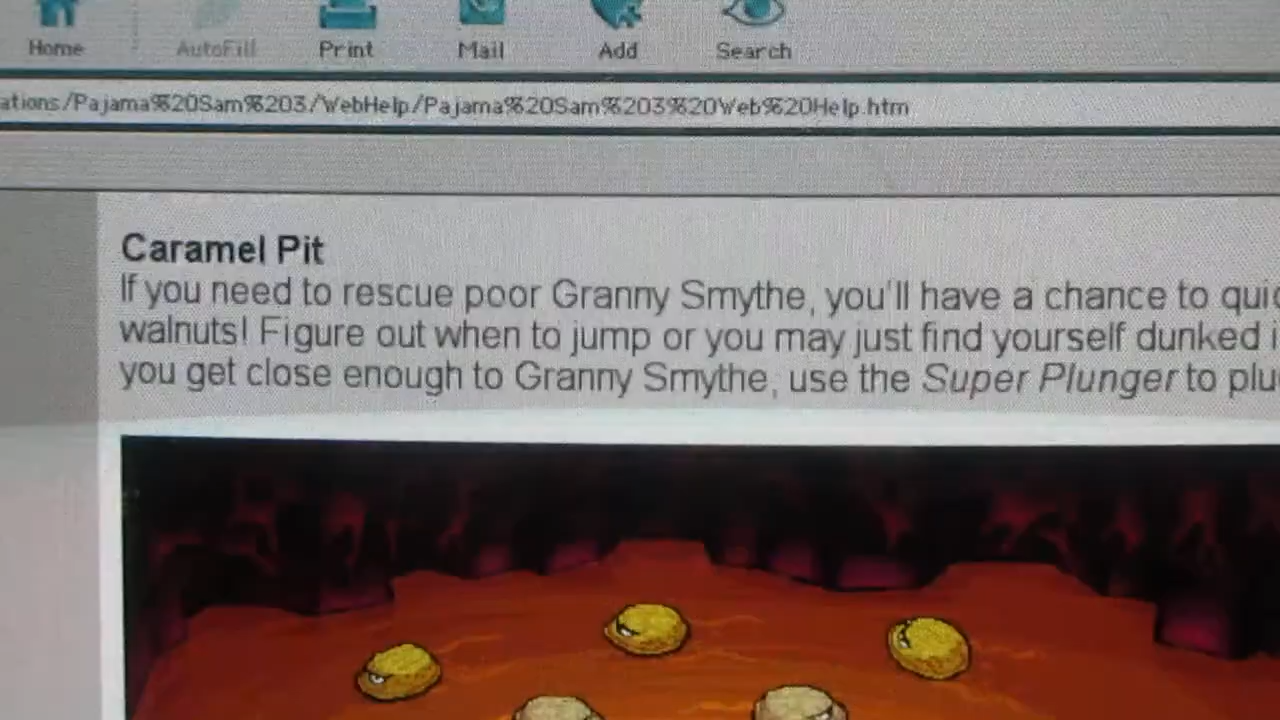 Home AutoFill Print Mail Add Search
ations/Pajama%20Sam%203/WebHelp/Pajama%20Sam%203%20Web%20Help.htm
Caramel Pit
If you need to rescue poor Granny Smythe, you'll have a chance to
walnuts! Figure out when to jump or you may just find yourself dunked
you get close enough to Granny Smythe, use the Super Plunger to